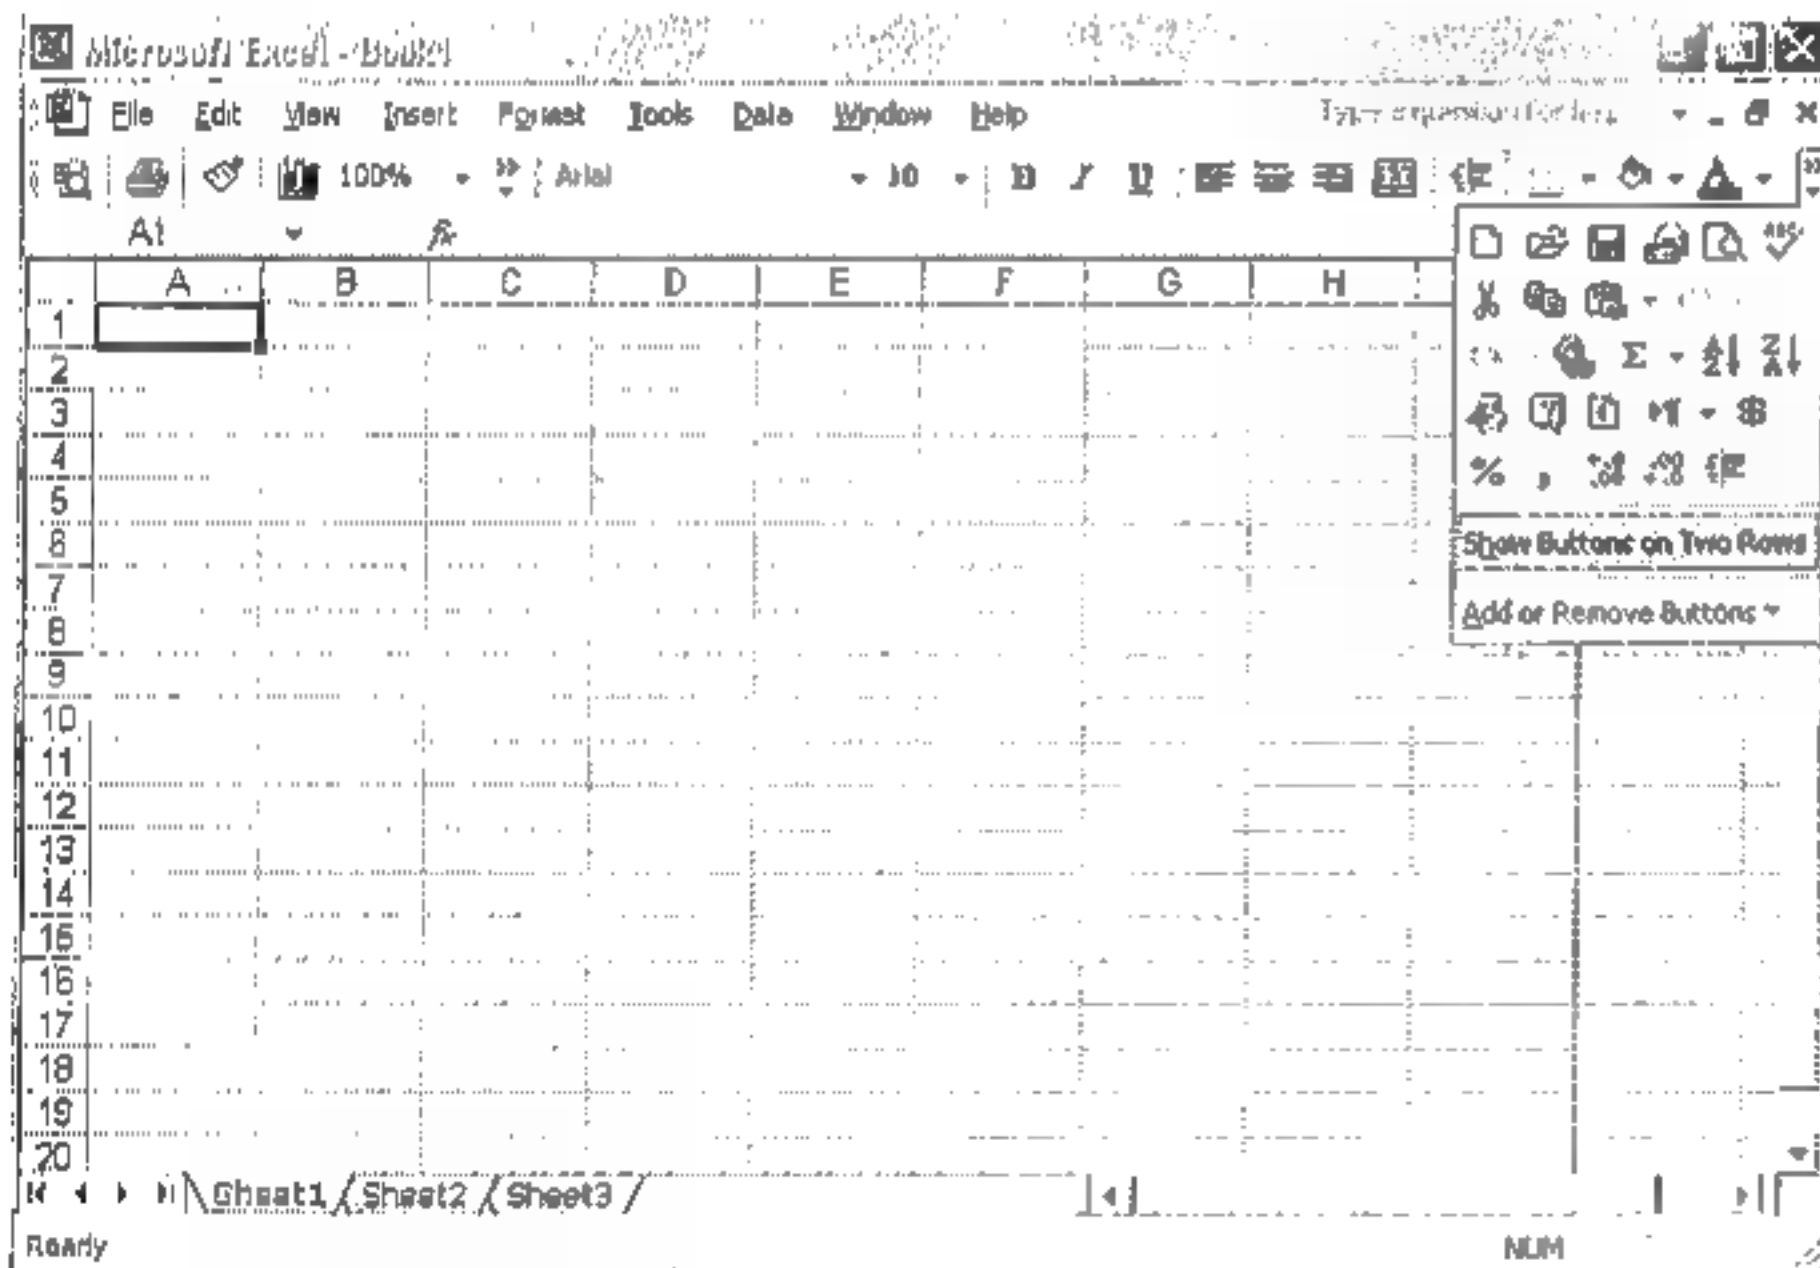 Microsoft Excel - Book1
File Edit View Insert Format Tools Data Window Help
100% Arial 10 B I U
A1 fx
A B C D E F G H
1
2
3
4
5
6
7
8
9
10
11
12
13
14
15
16
17
18
19
20
Σ
$
% ,
Show Buttons on Two Rows
Add or Remove Buttons
Sheet1 Sheet2 Sheet3
Ready NUM